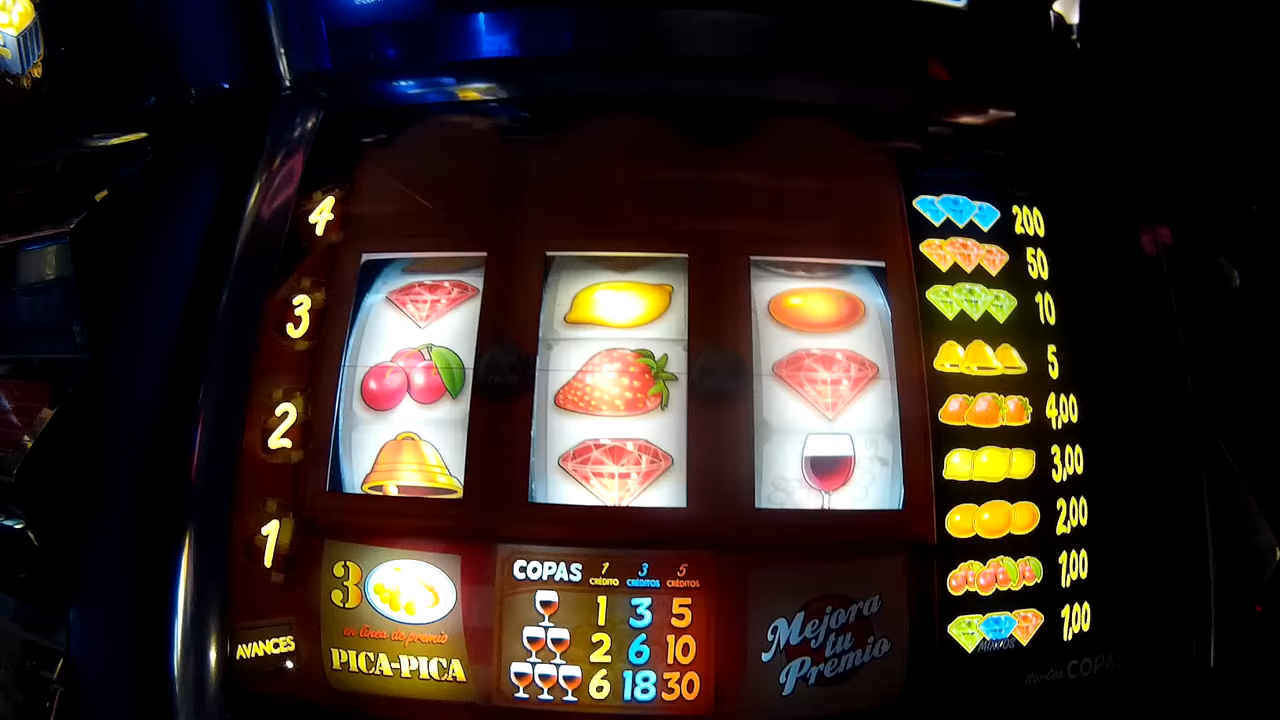 4
3
2
1
AVANCES
200
50
10
5
4,00
3,00
2,00
1,00
1,00
MIXTOS
3
en línea de premio
PICA-PICA
COPAS 1 CRÉDITO 3 CRÉDITOS 5 CRÉDITOS
1 3 5
2 6 10
6 18 30
Mejora
tu
Premio
COPAS